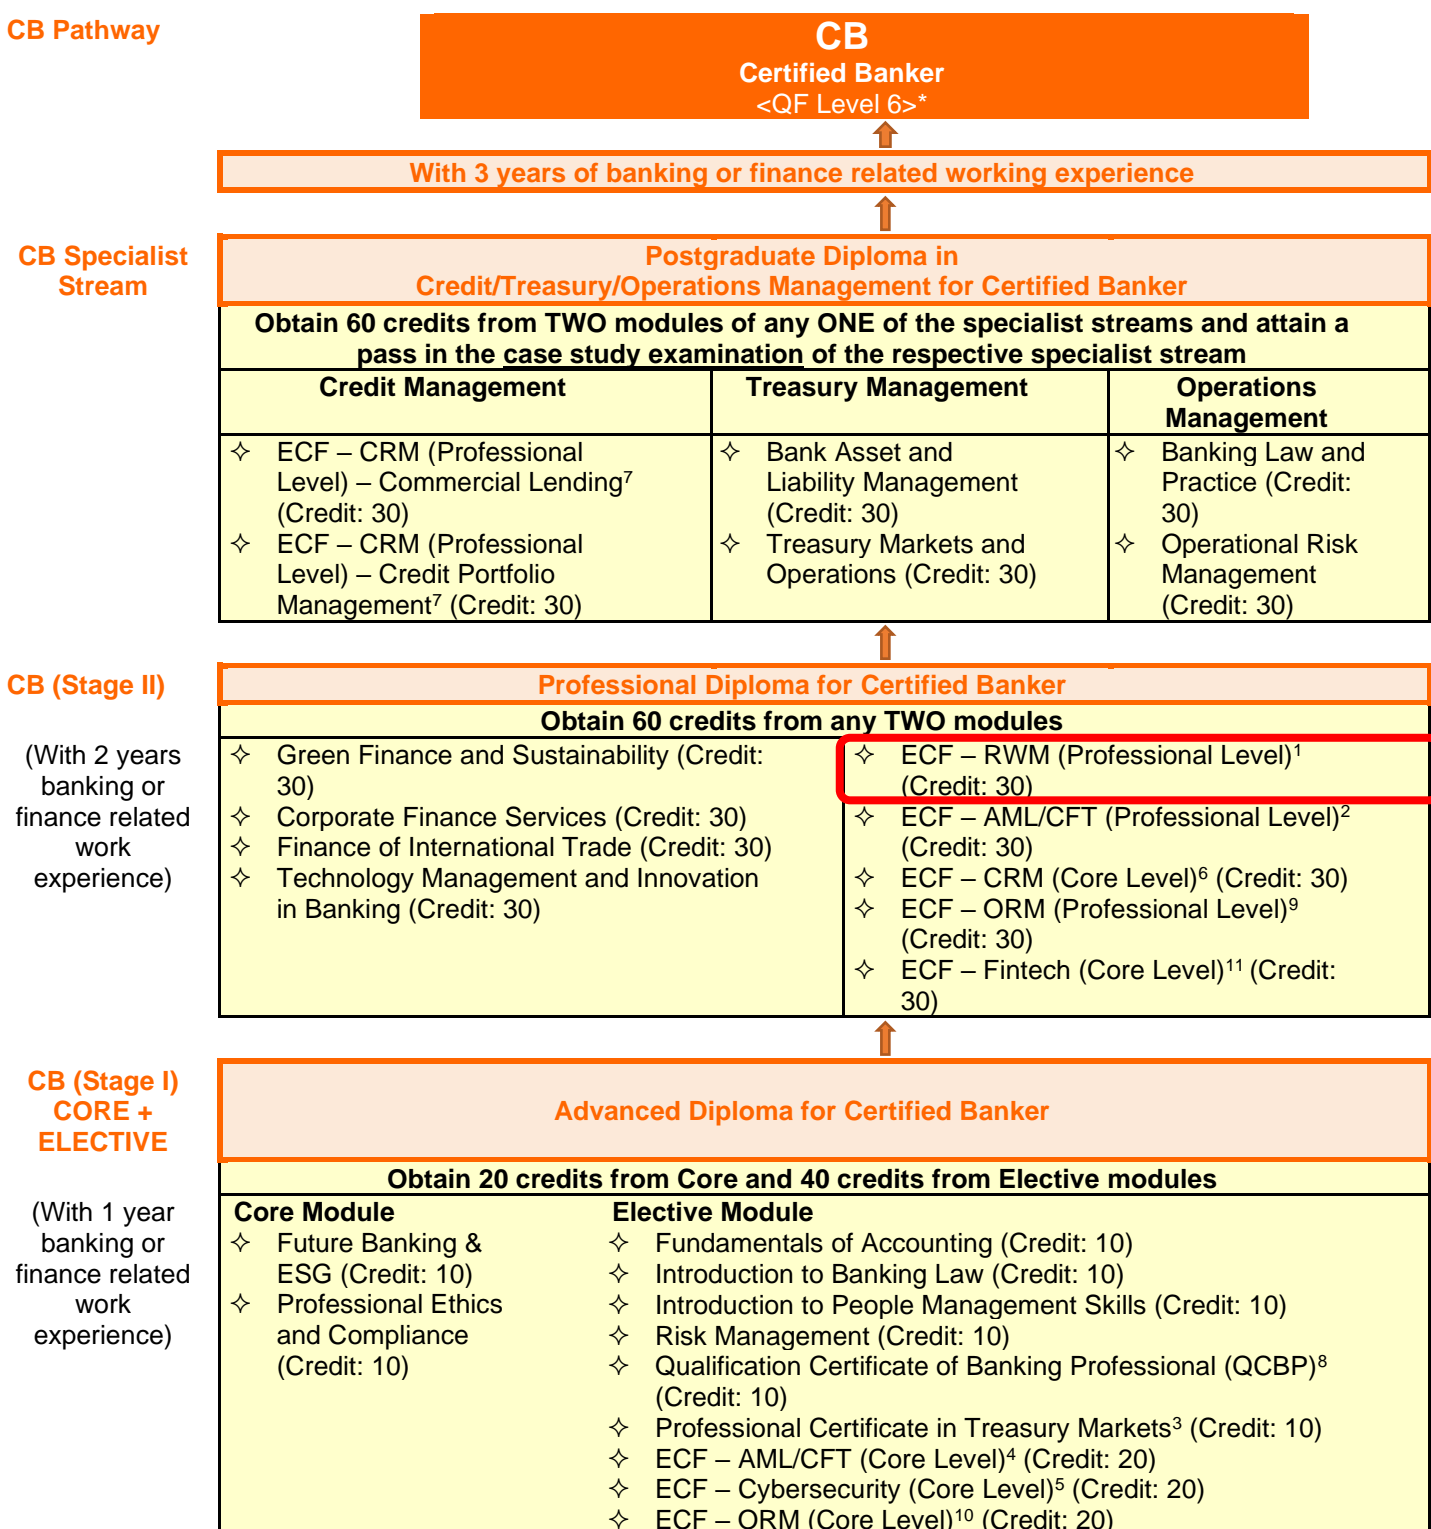 CB Pathway
CB
Certified Banker
<QF Level 6>*
With 3 years of banking or finance related working experience
CB Specialist
Stream
Postgraduate Diploma in
Credit/Treasury/Operations Management for Certified Banker
Obtain 60 credits from TWO modules of any ONE of the specialist streams and attain a
pass in the case study examination of the respective specialist stream
Credit Management
✧ ECF – CRM (Professional
Level) – Commercial Lending⁷
(Credit: 30)
✧ ECF – CRM (Professional
Level) – Credit Portfolio
Management⁷ (Credit: 30)
Treasury Management
✧ Bank Asset and
Liability Management
(Credit: 30)
✧ Treasury Markets and
Operations (Credit: 30)
Operations
Management
✧ Banking Law and
Practice (Credit:
30)
✧ Operational Risk
Management
(Credit: 30)
CB (Stage II)
(With 2 years
banking or
finance related
work
experience)
Professional Diploma for Certified Banker
Obtain 60 credits from any TWO modules
✧ Green Finance and Sustainability (Credit:
30)
✧ Corporate Finance Services (Credit: 30)
✧ Finance of International Trade (Credit: 30)
✧ Technology Management and Innovation
in Banking (Credit: 30)
✧ ECF – RWM (Professional Level)¹
(Credit: 30)
✧ ECF – AML/CFT (Professional Level)²
(Credit: 30)
✧ ECF – CRM (Core Level)⁶ (Credit: 30)
✧ ECF – ORM (Professional Level)⁹
(Credit: 30)
✧ ECF – Fintech (Core Level)¹¹ (Credit:
30)
CB (Stage I)
CORE +
ELECTIVE
(With 1 year
banking or
finance related
work
experience)
Advanced Diploma for Certified Banker
Obtain 20 credits from Core and 40 credits from Elective modules
Core Module
✧ Future Banking &
ESG (Credit: 10)
✧ Professional Ethics
and Compliance
(Credit: 10)
Elective Module
✧ Fundamentals of Accounting (Credit: 10)
✧ Introduction to Banking Law (Credit: 10)
✧ Introduction to People Management Skills (Credit: 10)
✧ Risk Management (Credit: 10)
✧ Qualification Certificate of Banking Professional (QCBP)⁸
(Credit: 10)
✧ Professional Certificate in Treasury Markets³ (Credit: 10)
✧ ECF – AML/CFT (Core Level)⁴ (Credit: 20)
✧ ECF – Cybersecurity (Core Level)⁵ (Credit: 20)
✧ ECF – ORM (Core Level)¹⁰ (Credit: 20)